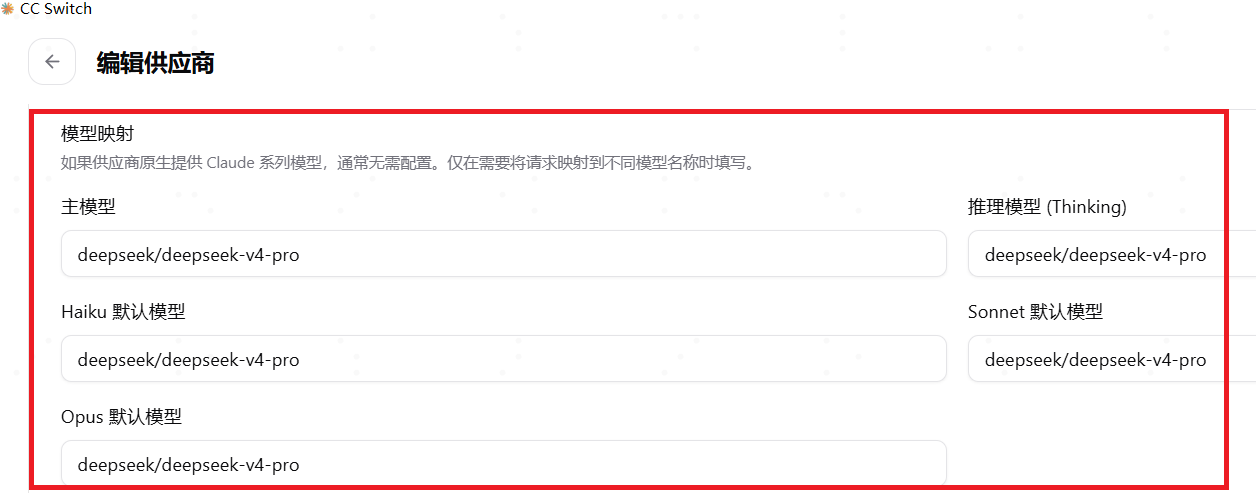 CC Switch
编辑供应商
模型映射
如果供应商原生提供 Claude 系列模型，通常无需配置。仅在需要将请求映射到不同模型名称时填写。
主模型
推理模型 (Thinking)
deepseek/deepseek-v4-pro
deepseek/deepseek-v4-pro
Haiku 默认模型
Sonnet 默认模型
deepseek/deepseek-v4-pro
deepseek/deepseek-v4-pro
Opus 默认模型
deepseek/deepseek-v4-pro